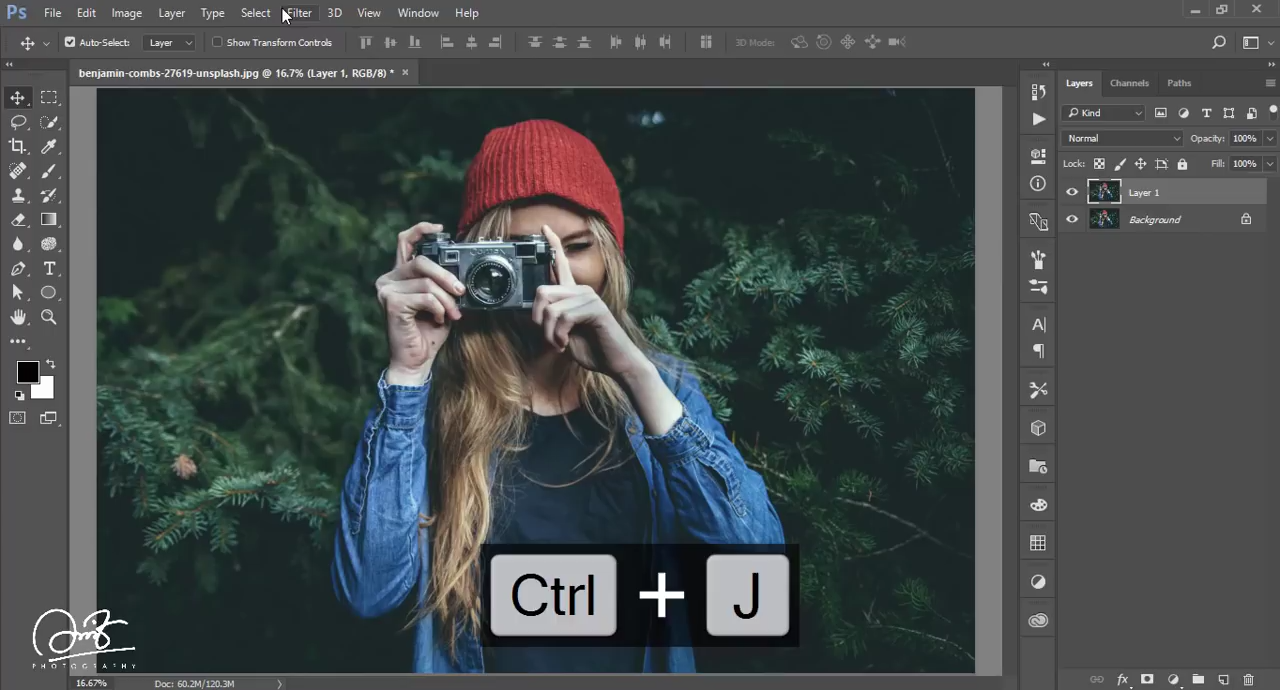 Ps File Edit Image Layer Type Select Filter 3D View Window Help
Auto-Select: Layer Show Transform Controls 3D Mode:
benjamin-combs-27619-unsplash.jpg @ 16.7% (Layer 1, RGB/8) *
Layers Channels Paths
Kind
Normal Opacity: 100%
Lock: Fill: 100%
Layer 1
Background
Ctrl + J
PHOTOGRAPHY
16.67% Doc: 60.2M/120.3M